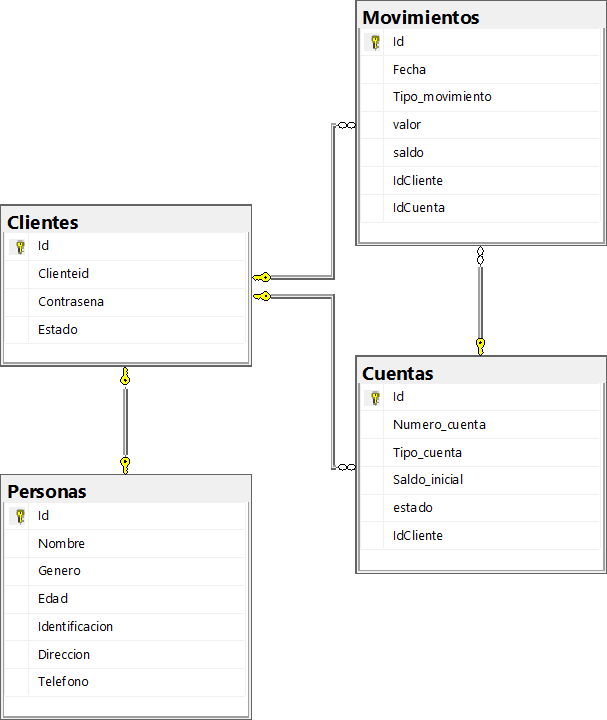 Movimientos
Id
Fecha
Tipo_movimiento
valor
saldo
IdCliente
IdCuenta
Clientes
Id
Clienteid
Contrasena
Estado
Cuentas
Id
Numero_cuenta
Tipo_cuenta
Saldo_inicial
estado
IdCliente
Personas
Id
Nombre
Genero
Edad
Identificacion
Direccion
Telefono